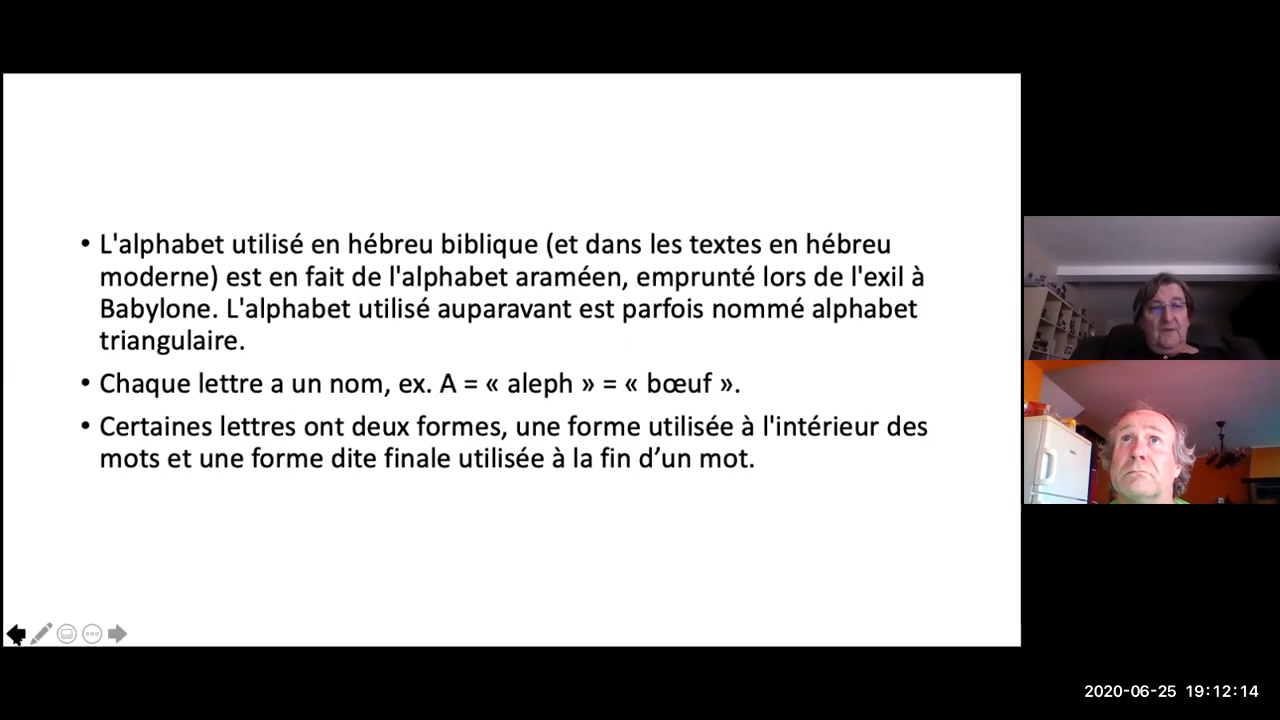 • L'alphabet utilisé en hébreu biblique (et dans les textes en hébreu
moderne) est en fait de l'alphabet araméen, emprunté lors de l'exil à
Babylone. L'alphabet utilisé auparavant est parfois nommé alphabet
triangulaire.
• Chaque lettre a un nom, ex. A = « aleph » = « bœuf ».
• Certaines lettres ont deux formes, une forme utilisée à l'intérieur des
mots et une forme dite finale utilisée à la fin d’un mot.
2020-06-25 19:12:14